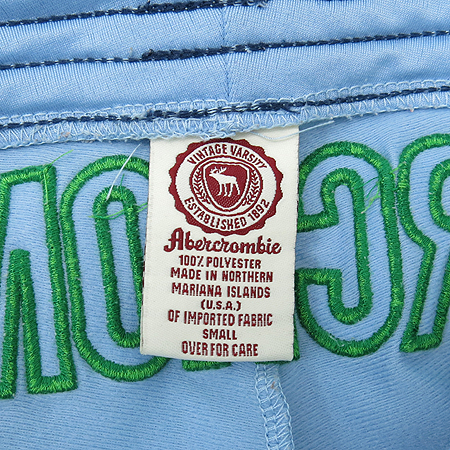 VINTAGE VARSITY
ESTABLISHED 1892
Abercrombie
100% POLYESTER
MADE IN NORTHERN
MARIANA ISLANDS
(U.S.A.)
OF IMPORTED FABRIC
SMALL
OVER FOR CARE